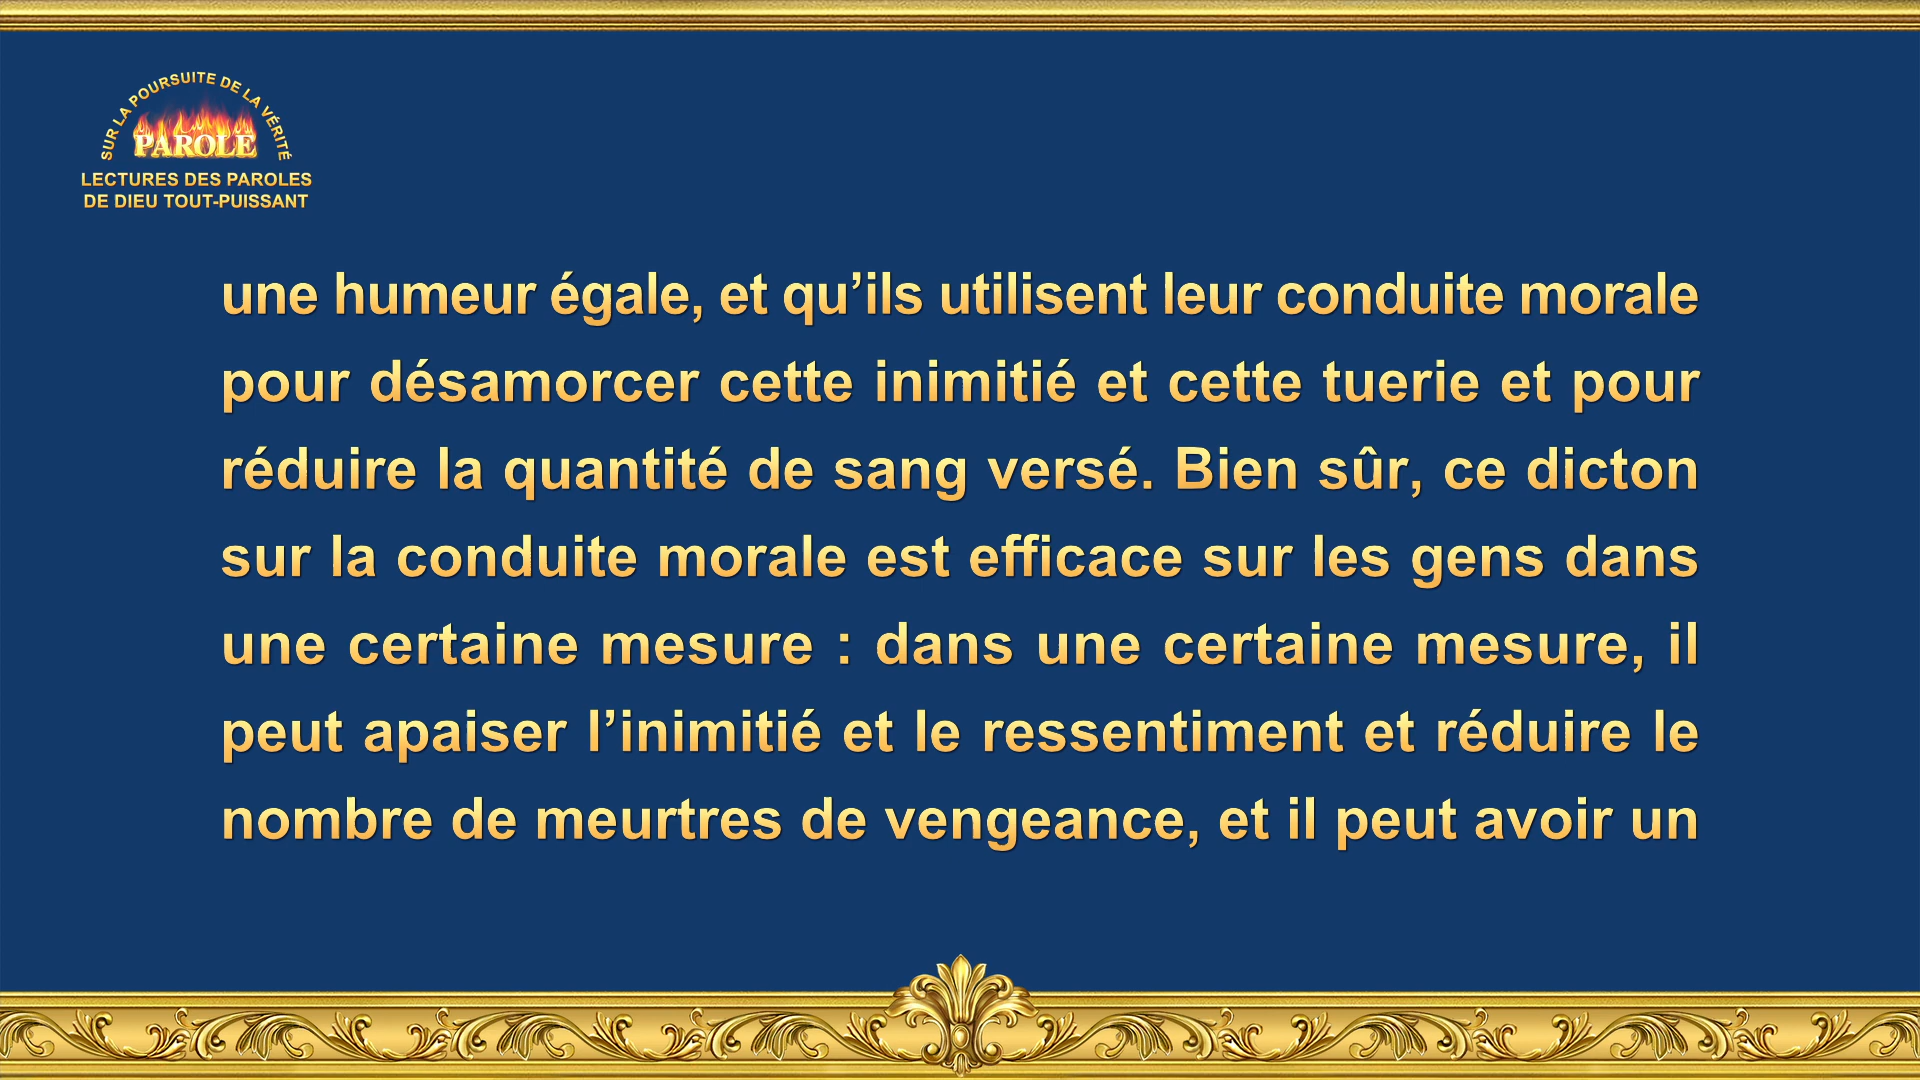 SUR LA POURSUITE DE LA VÉRITÉ
PAROLE
LECTURES DES PAROLES
DE DIEU TOUT-PUISSANT
une humeur égale, et qu’ils utilisent leur conduite morale
pour désamorcer cette inimitié et cette tuerie et pour
réduire la quantité de sang versé. Bien sûr, ce dicton
sur la conduite morale est efficace sur les gens dans
une certaine mesure : dans une certaine mesure, il
peut apaiser l’inimitié et le ressentiment et réduire le
nombre de meurtres de vengeance, et il peut avoir un